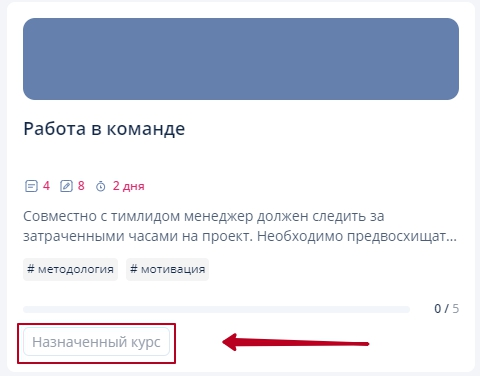 Работа в команде
4 8 2 дня
Совместно с тимлидом менеджер должен следить за
затраченными часами на проект. Необходимо предвосхищат...
# методология # мотивация
0 / 5
Назначенный курс